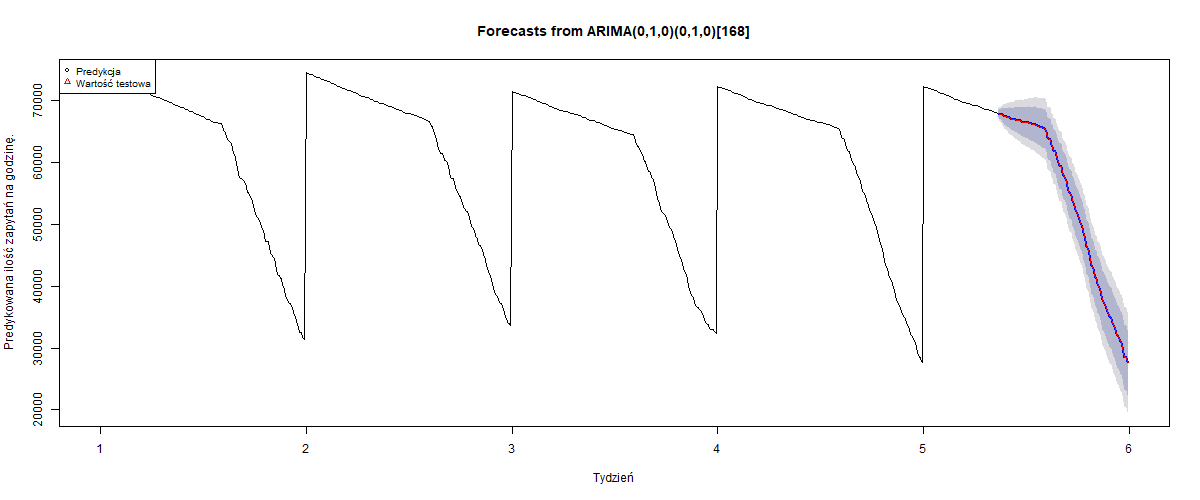 Forecasts from ARIMA(0,1,0)(0,1,0)[168]
Predykcja
Wartość testowa
Predykowana ilość zapytań na godzinę.
70000
60000
50000
40000
30000
20000
1 2 3 4 5 6
Tydzień